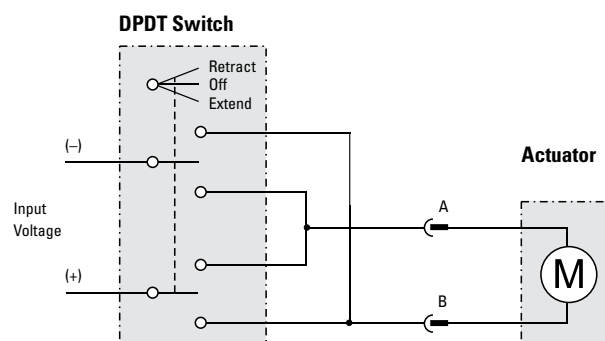 DPDT Switch
Retract
Off
Extend
(–)
Actuator
A
Input
Voltage
(+)
M
B